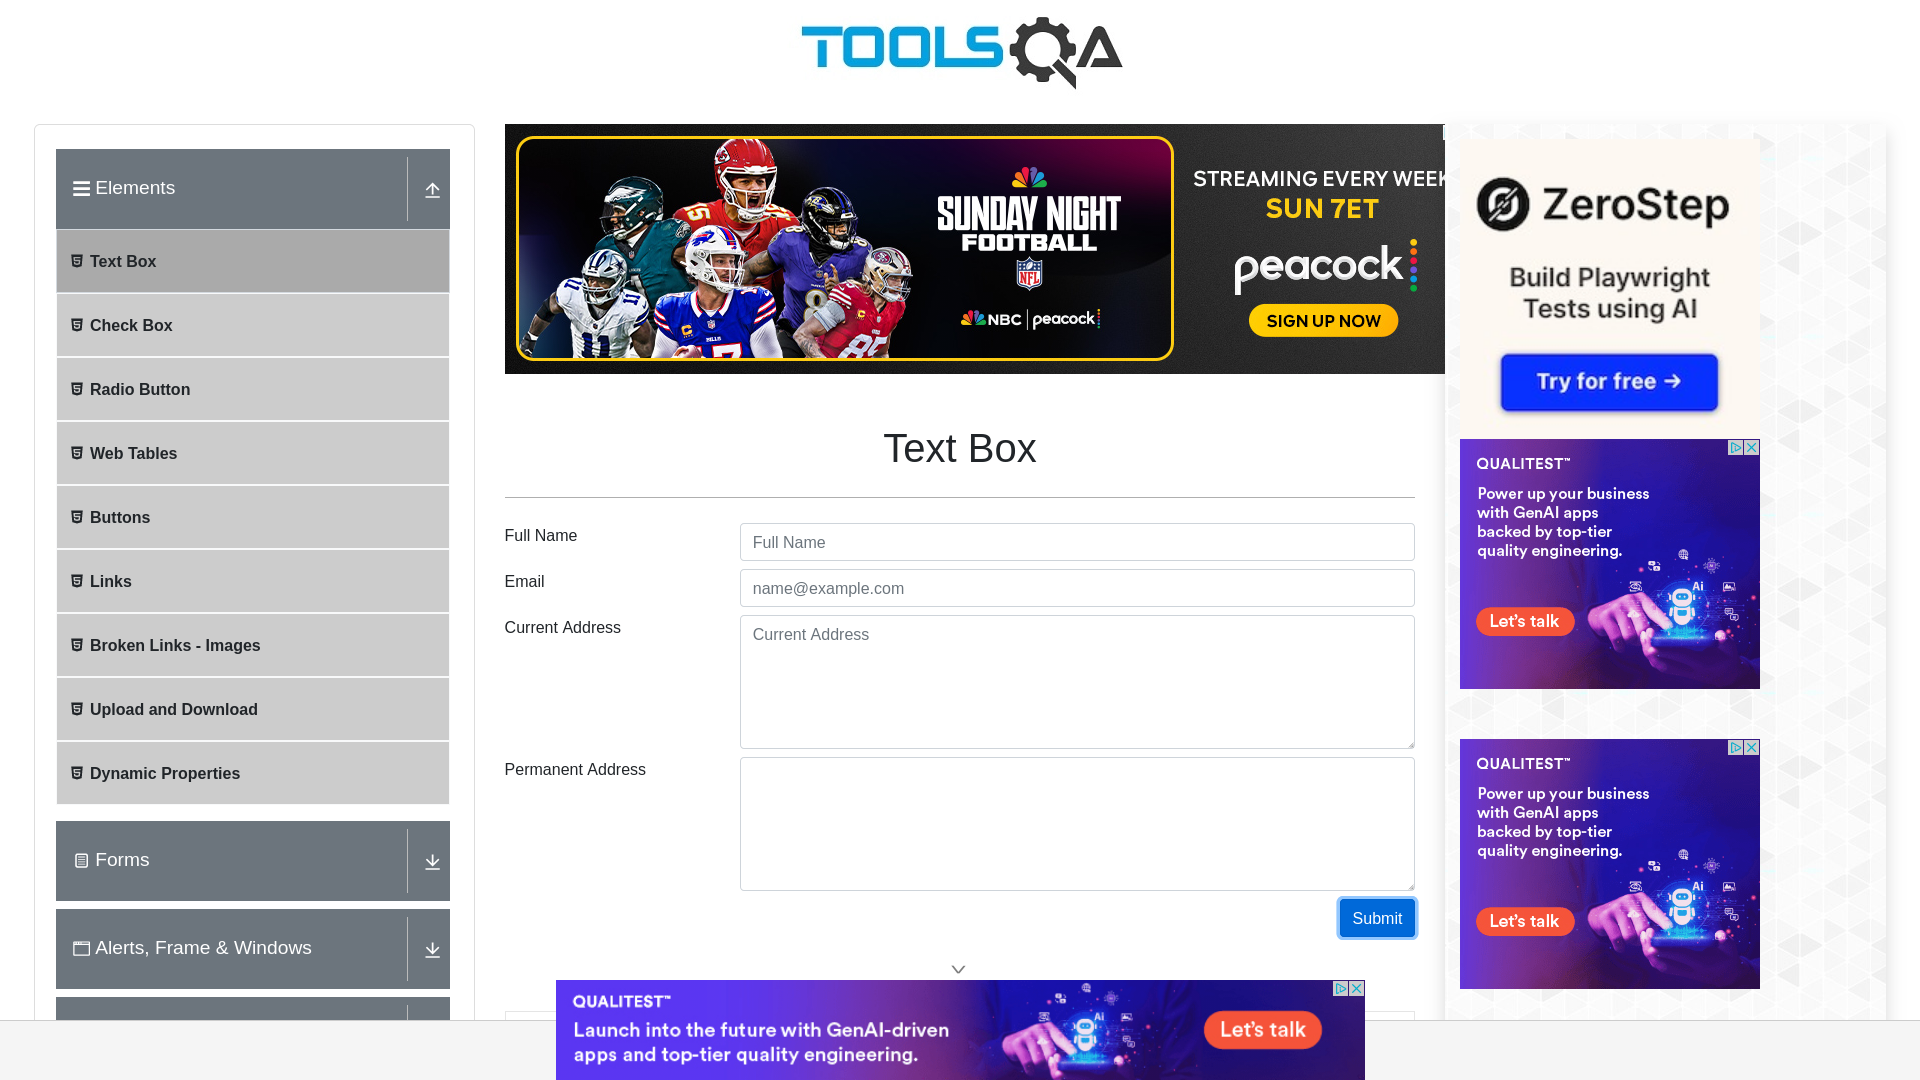 TOOLSQA
Elements
Text Box
Check Box
Radio Button
Web Tables
Buttons
Links
Broken Links - Images
Upload and Download
Dynamic Properties
Forms
Alerts, Frame & Windows
SUNDAY NIGHT
FOOTBALL
NFL
NBC | peacock
STREAMING EVERY WEEK
SUN 7ET
peacock
SIGN UP NOW
Text Box
Full Name
Full Name
Email
name@example.com
Current Address
Current Address
Permanent Address
Submit
ZeroStep
Build Playwright
Tests using AI
Try for free →
QUALITEST™
Power up your business
with GenAI apps
backed by top-tier
quality engineering.
Ai
Let's talk
QUALITEST™
Power up your business
with GenAI apps
backed by top-tier
quality engineering.
Ai
Let's talk
QUALITEST™
Launch into the future with GenAI-driven
apps and top-tier quality engineering.
Ai
Let's talk